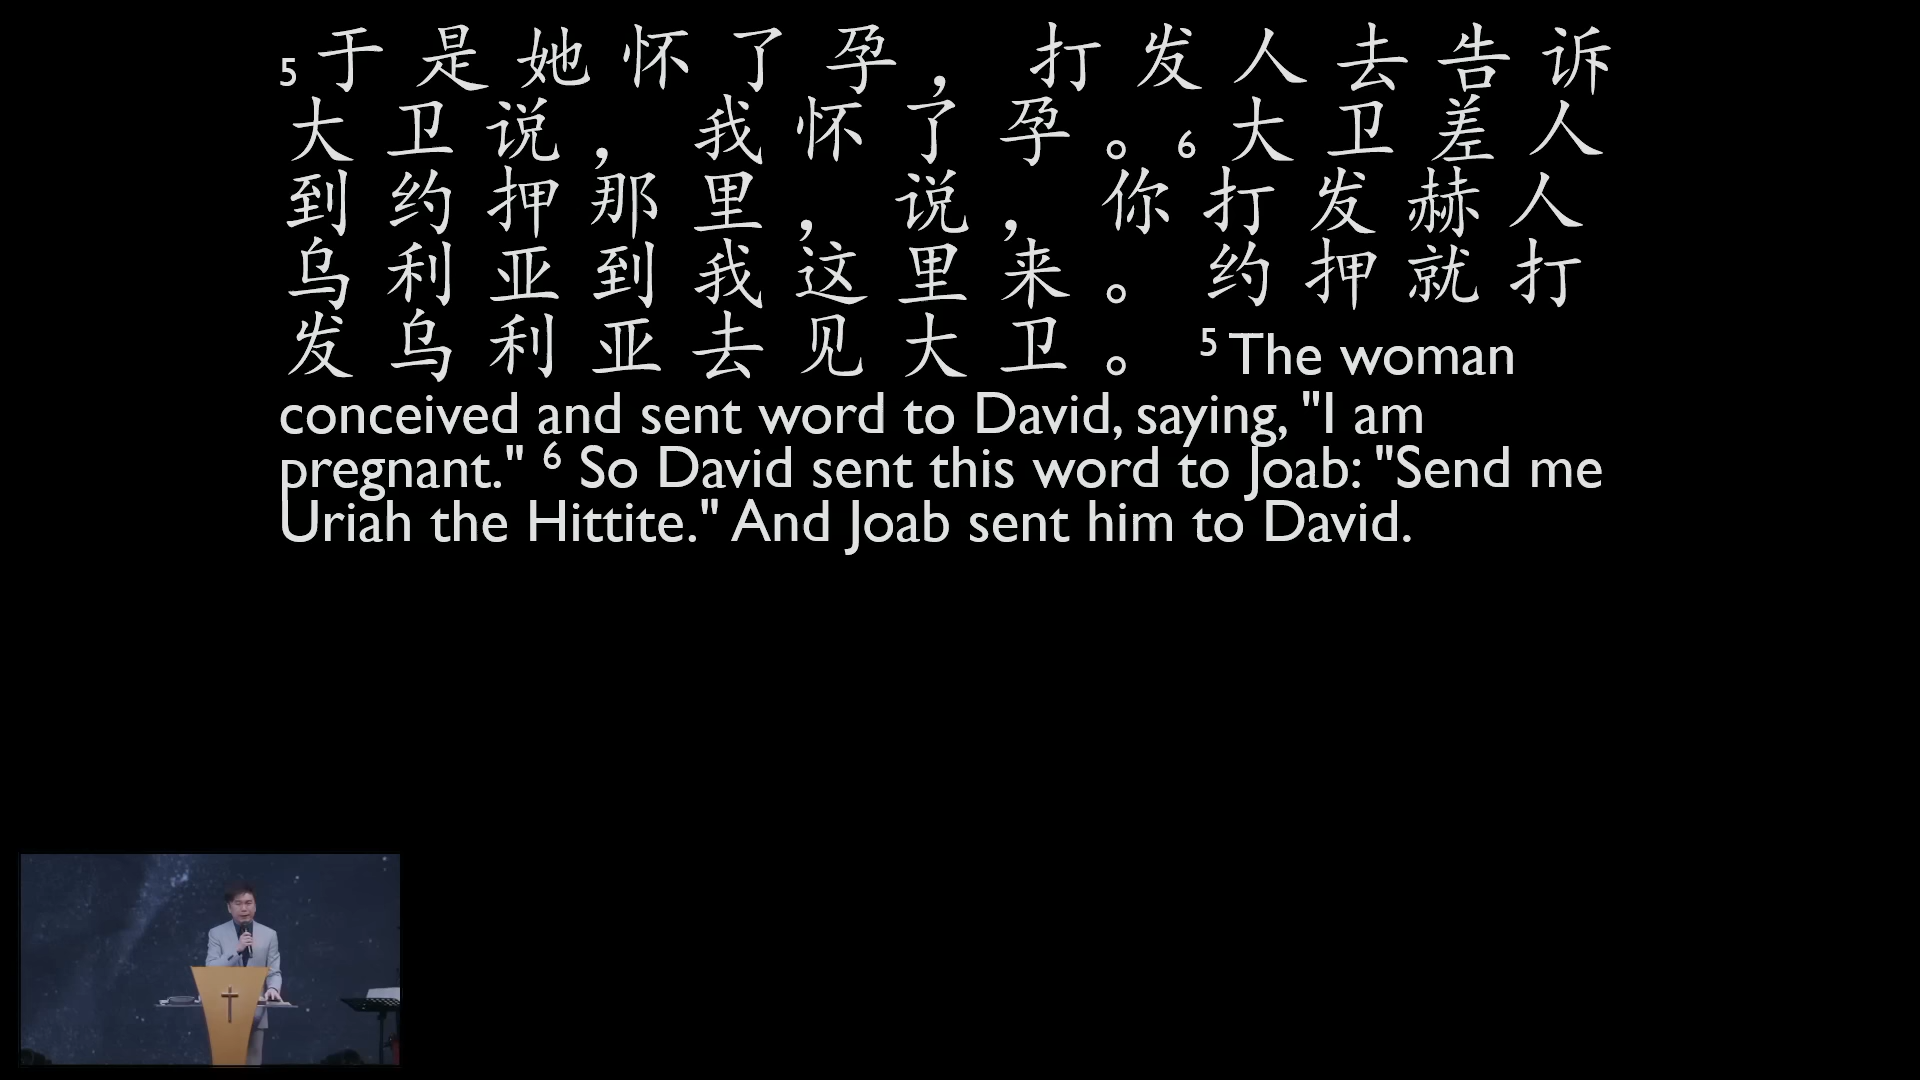 5 于是她怀了孕，打发人去告诉
大卫说，我怀了孕。6 大卫差人
到约押那里，说，你打发赫人
乌利亚到我这里来。约押就打
发乌利亚去见大卫。 5 The woman
conceived and sent word to David, saying, "I am
pregnant." 6 So David sent this word to Joab: "Send me
Uriah the Hittite." And Joab sent him to David.